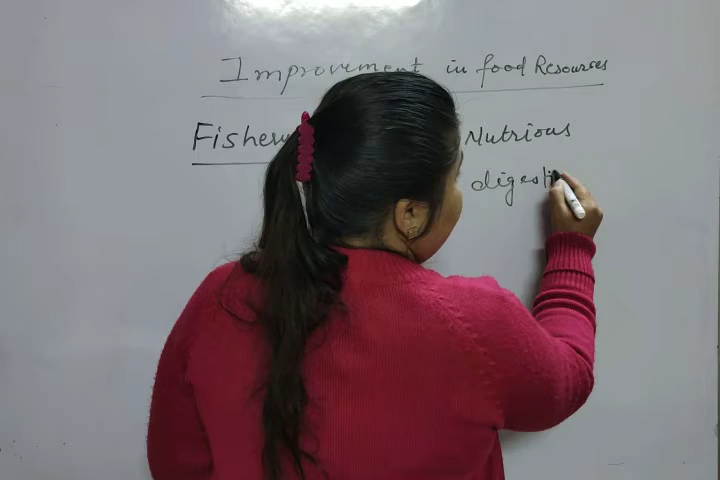 Improvement in food Resources
Fishery
Nutrious
digesti